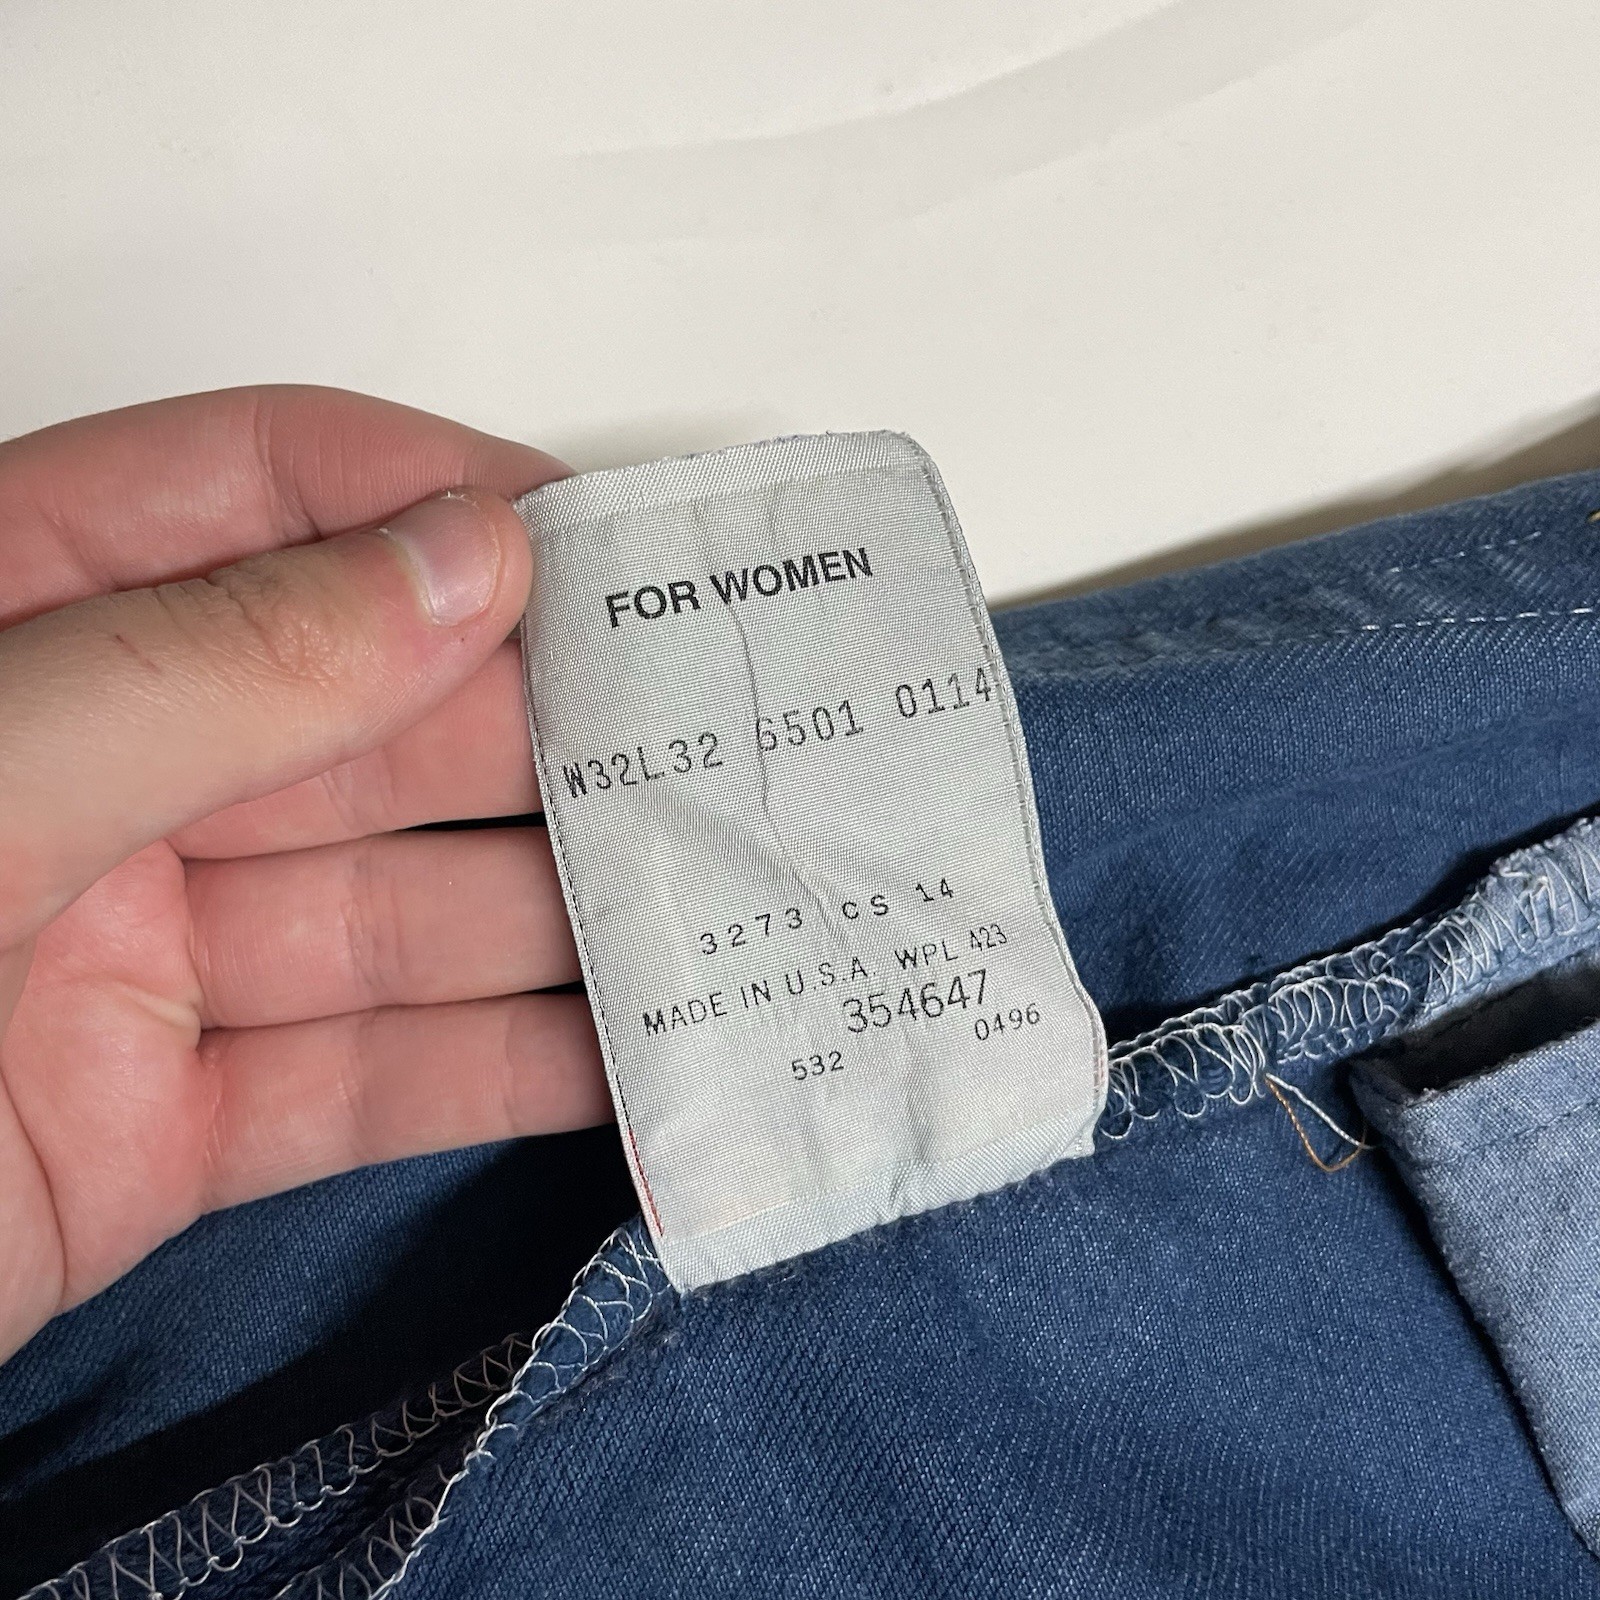 FOR WOMEN
W32L32 6501 0114
3273 CS 14
MADE IN U.S.A. WPL 423
354647
532 0496